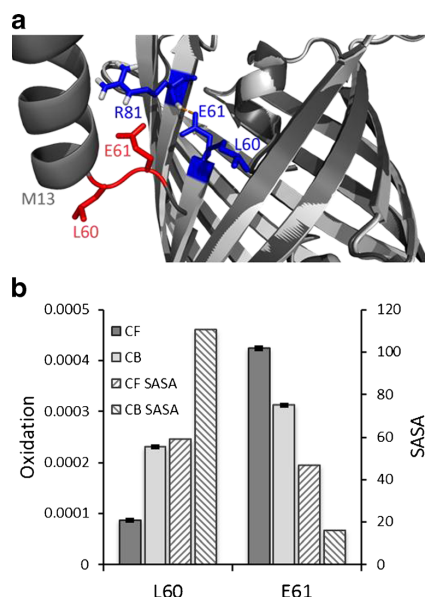 a
R81
E61
E61
L60
M13
L60
b
0.0005
0.0004
0.0003
0.0002
0.0001
0
Oxidation
CF
CB
CF SASA
CB SASA
120
100
80
60
40
20
0
SASA
L60
E61